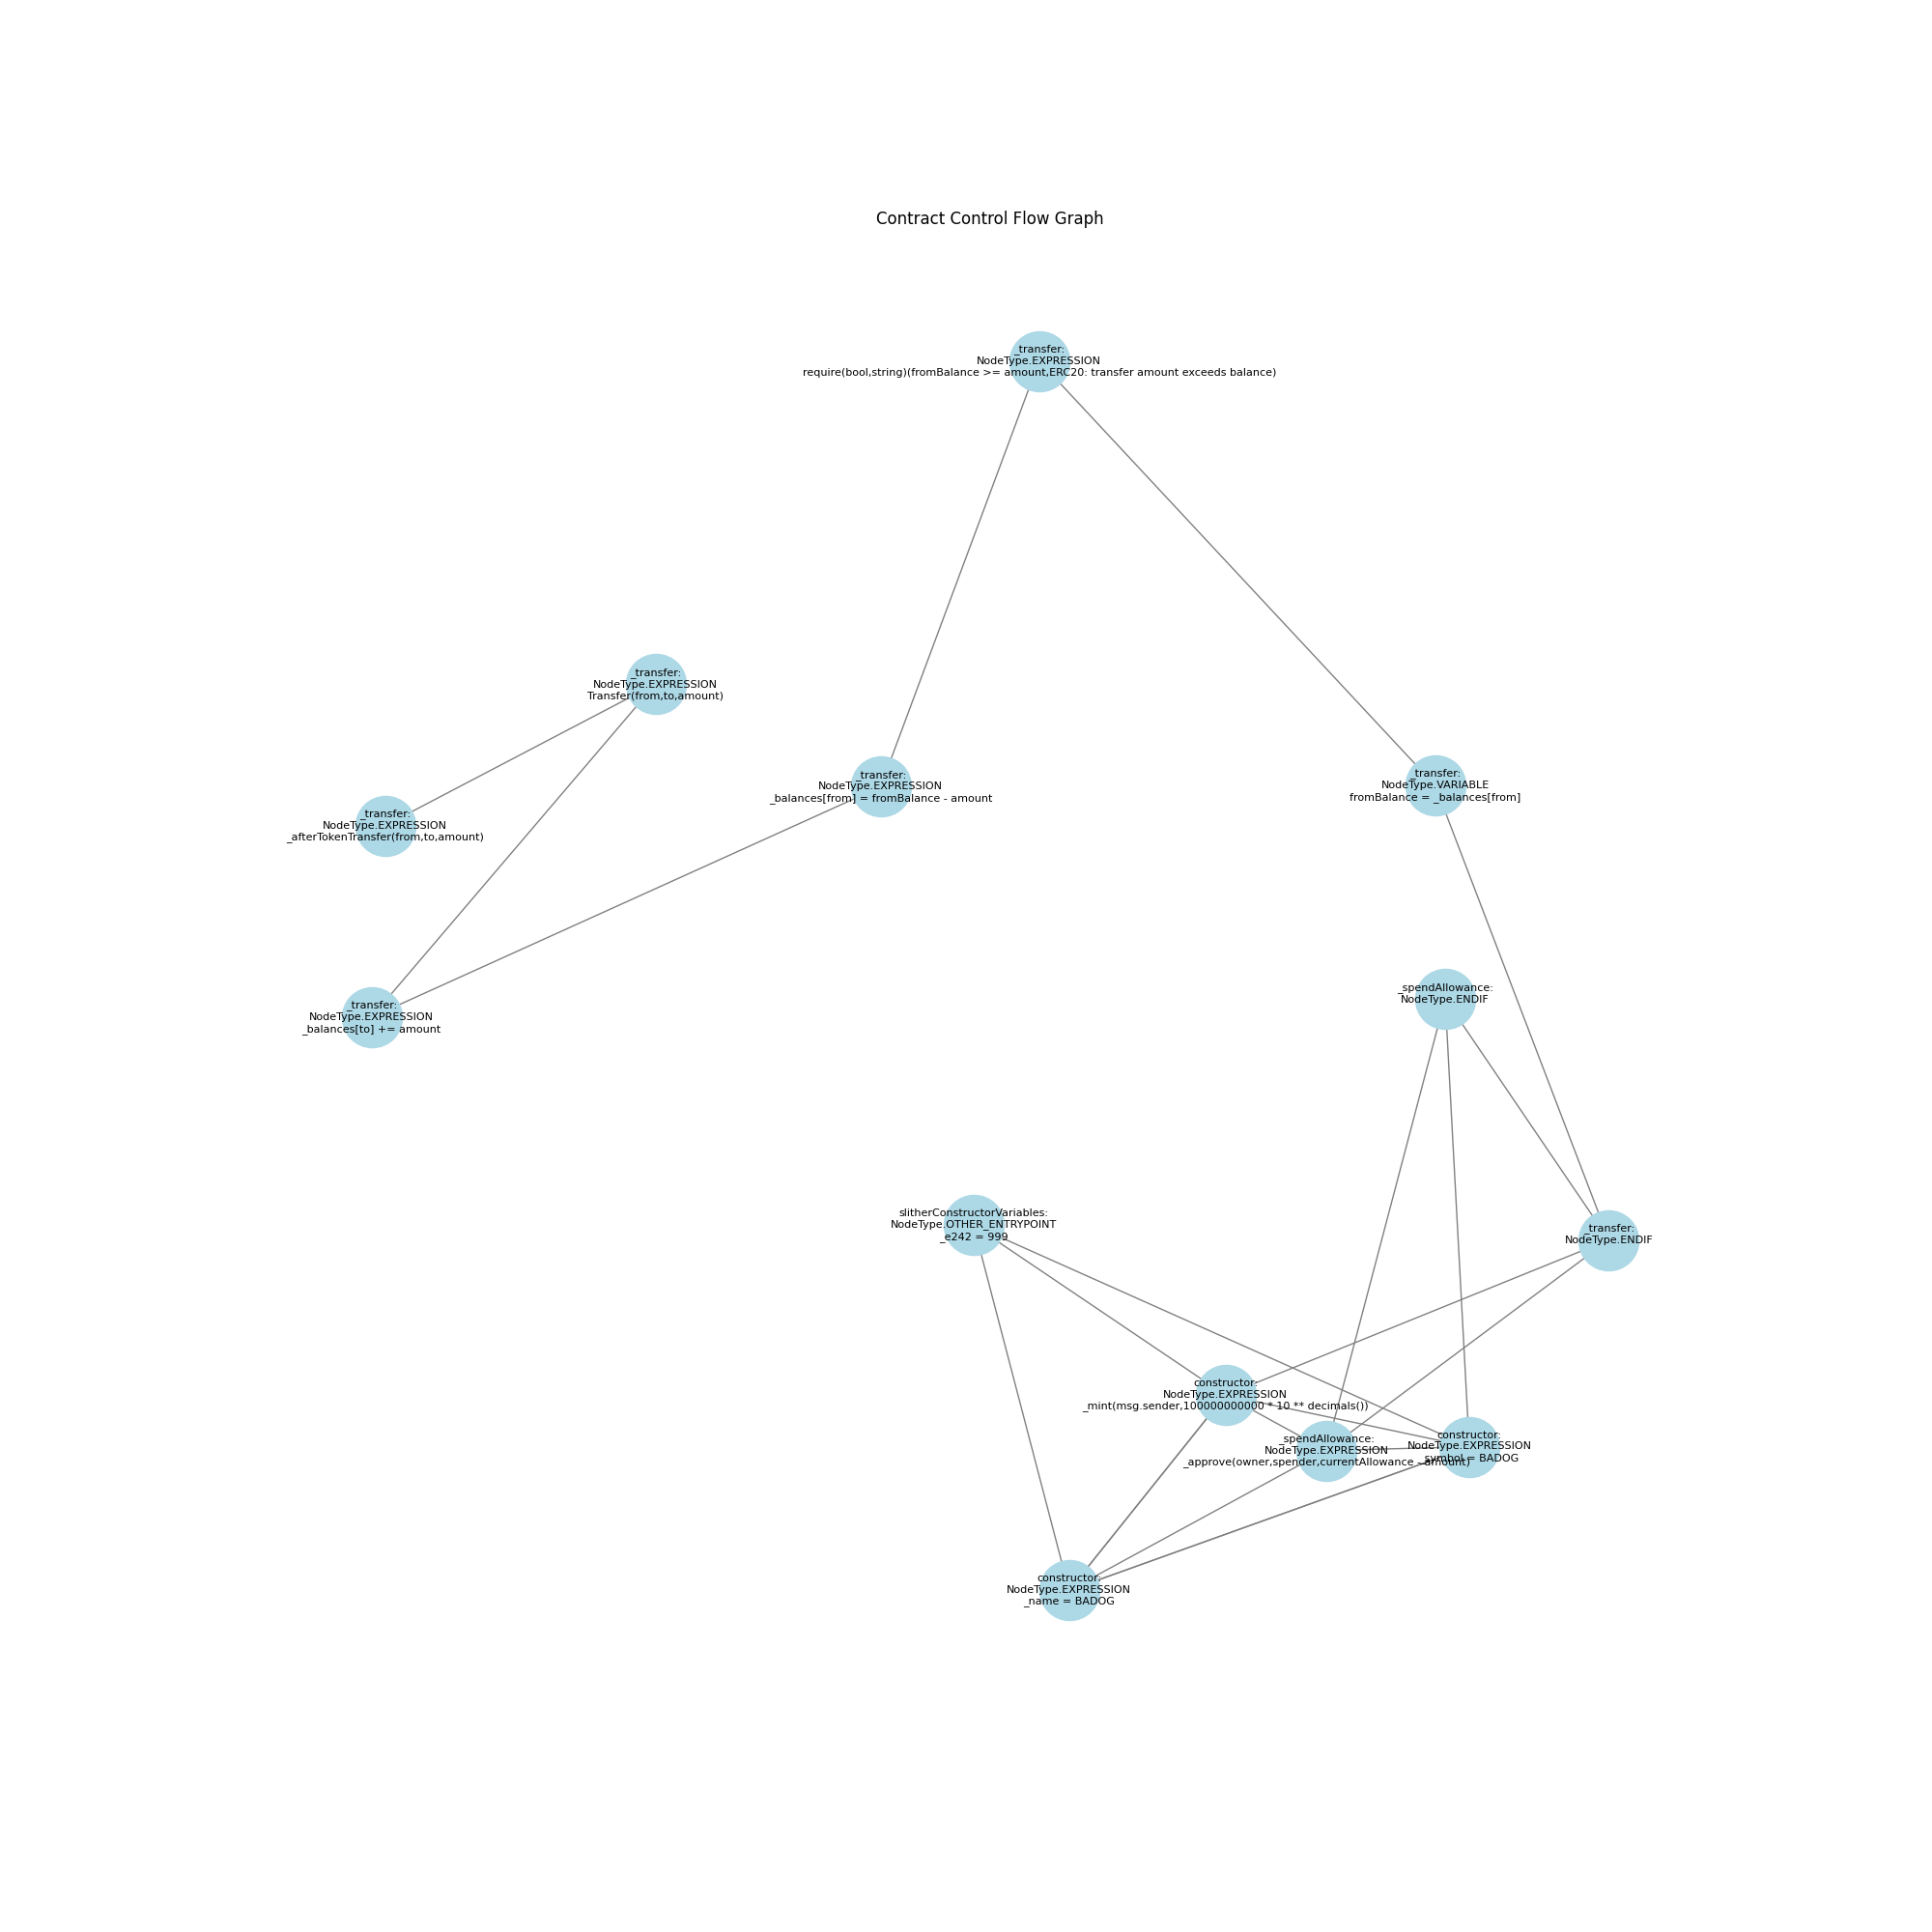 Contract Control Flow Graph
_transfer:
NodeType.EXPRESSION
require(bool,string)(fromBalance >= amount,ERC20: transfer amount exceeds balance)
_transfer:
NodeType.EXPRESSION
Transfer(from,to,amount)
_transfer:
NodeType.EXPRESSION
_balances[from] = fromBalance - amount
_transfer:
NodeType.VARIABLE
fromBalance = _balances[from]
_transfer:
NodeType.EXPRESSION
_afterTokenTransfer(from,to,amount)
_spendAllowance:
NodeType.ENDIF
_transfer:
NodeType.EXPRESSION
_balances[to] += amount
slitherConstructorVariables:
NodeType.OTHER_ENTRYPOINT
_e242 = 999
_transfer:
NodeType.ENDIF
constructor:
NodeType.EXPRESSION
_mint(msg.sender,100000000000 * 10 ** decimals())
_spendAllowance:
NodeType.EXPRESSION
_approve(owner,spender,currentAllowance - amount)
constructor:
NodeType.EXPRESSION
_symbol = BADOG
constructor:
NodeType.EXPRESSION
_name = BADOG